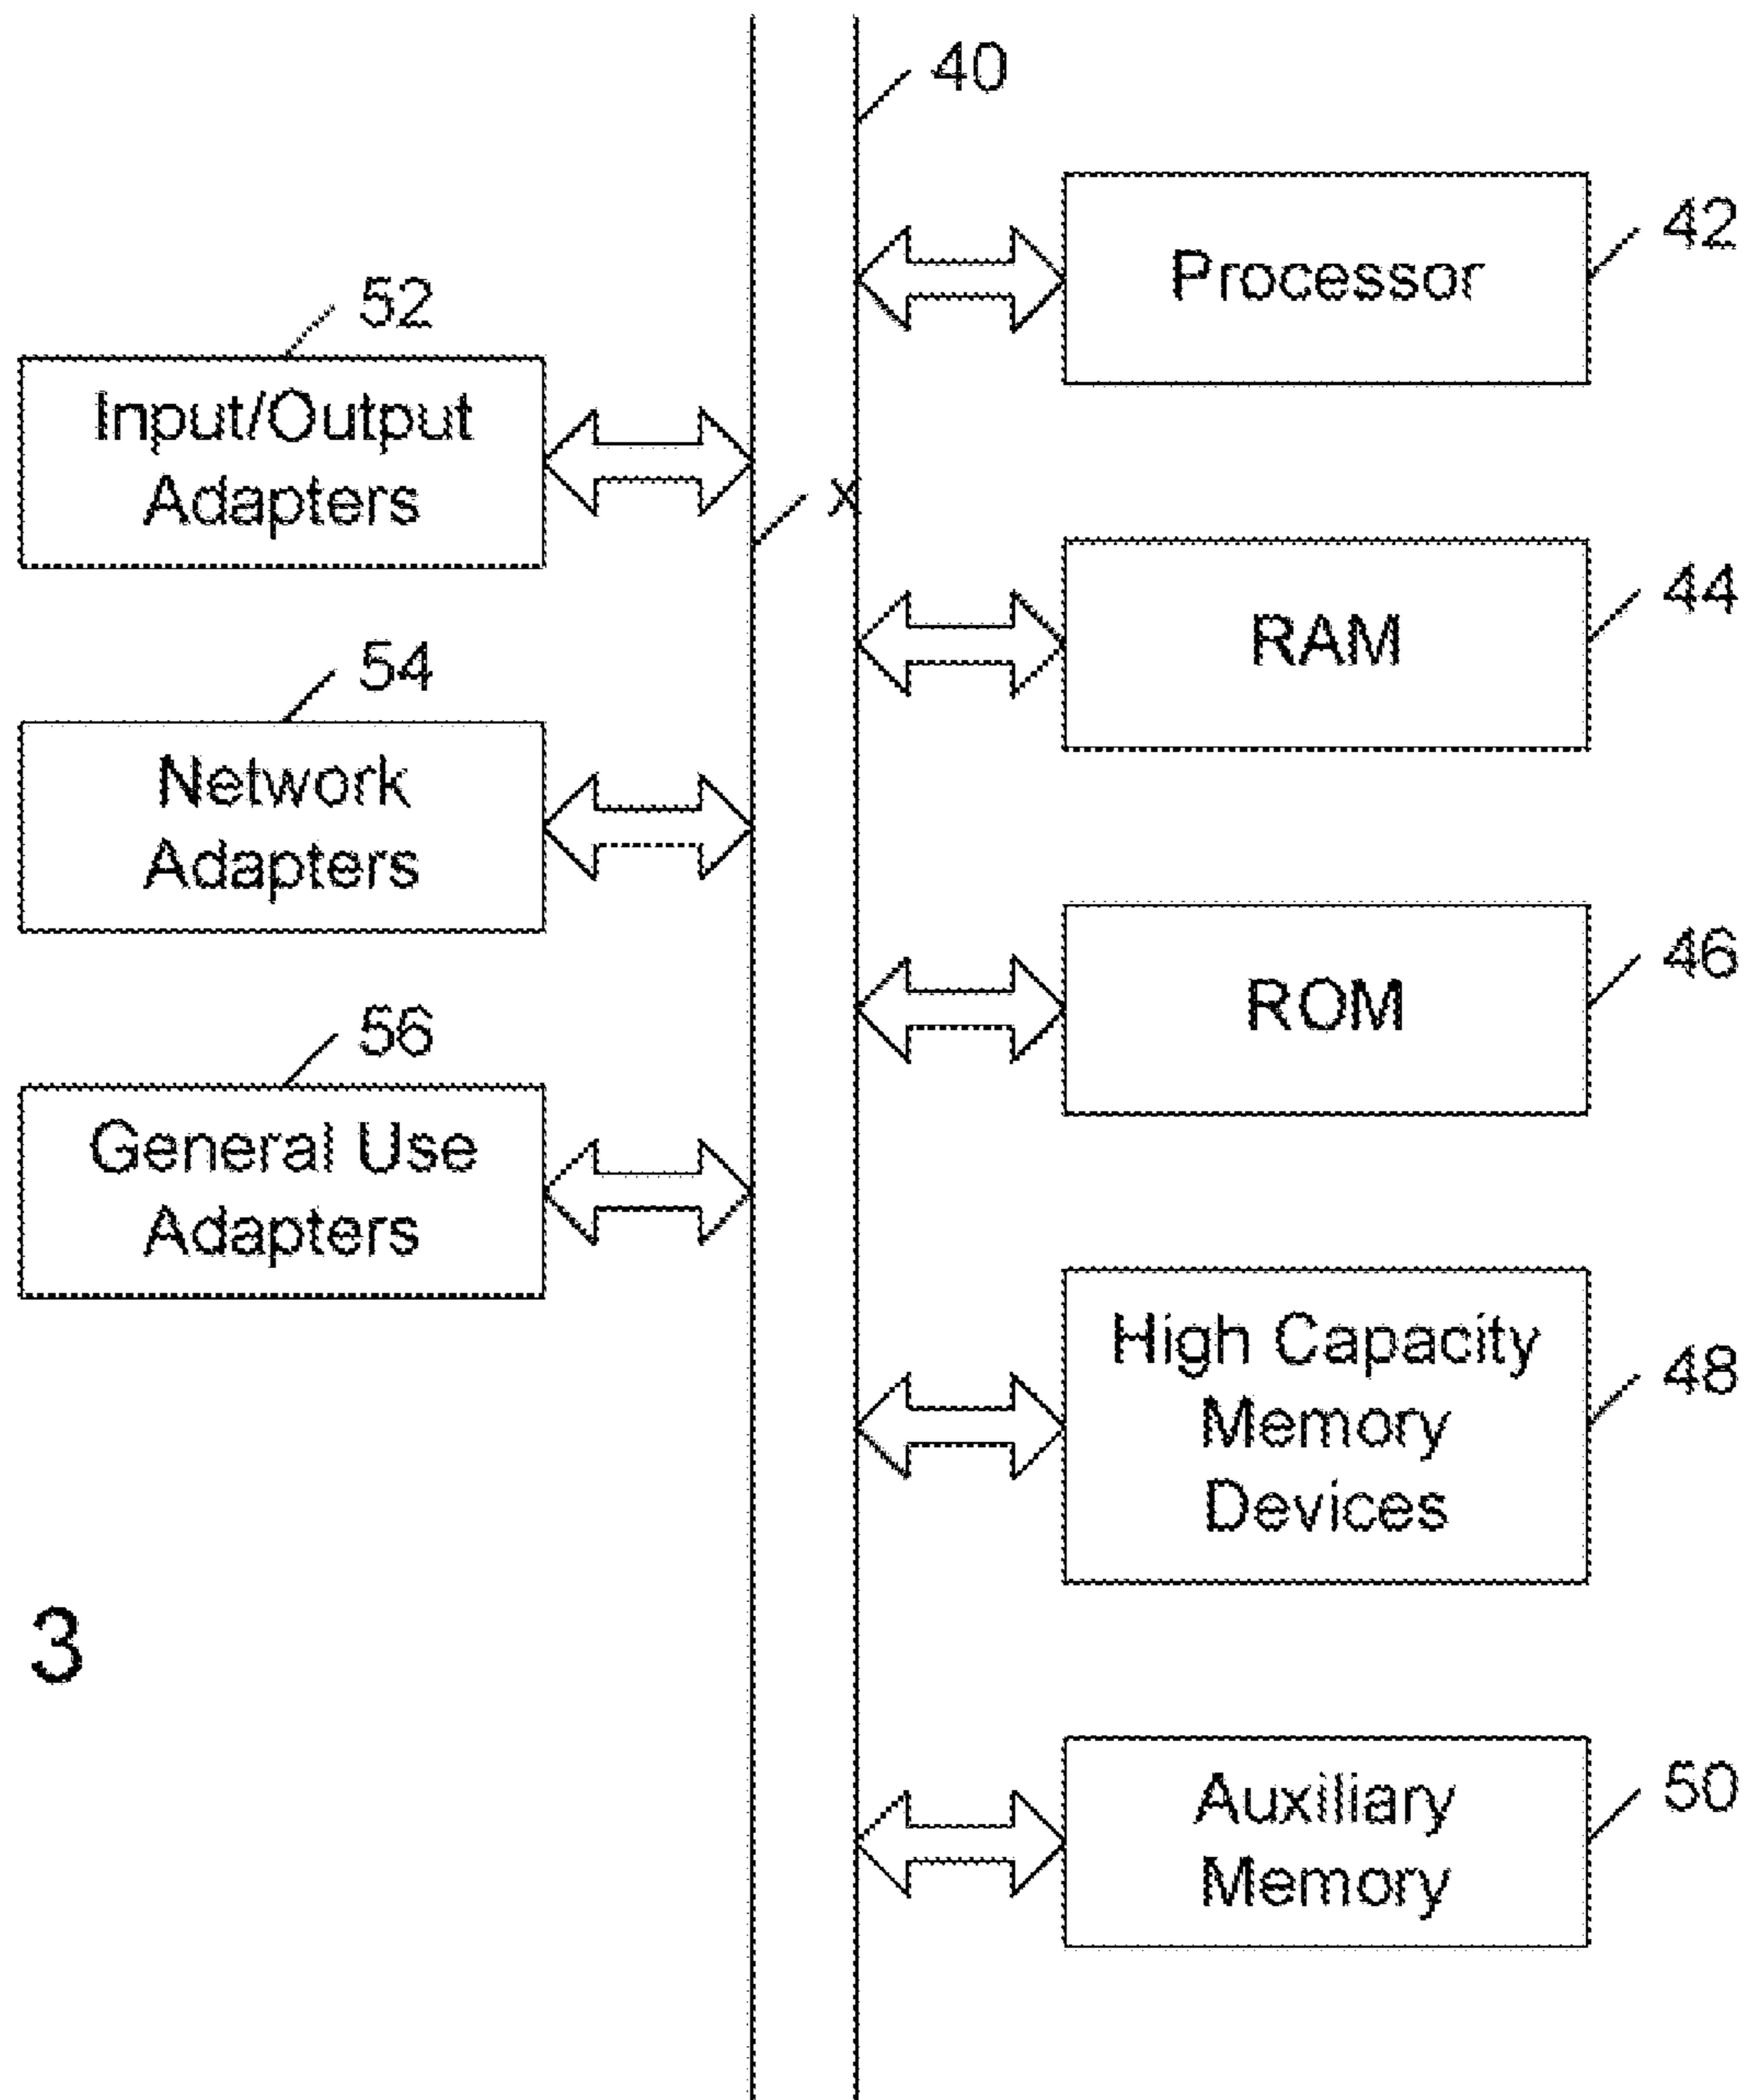 40
Processor
42
52
Input/Output
Adapters
x
RAM
44
54
Network
Adapters
ROM
46
56
General Use
Adapters
High Capacity
Memory
Devices
48
3
Auxiliary
Memory
50